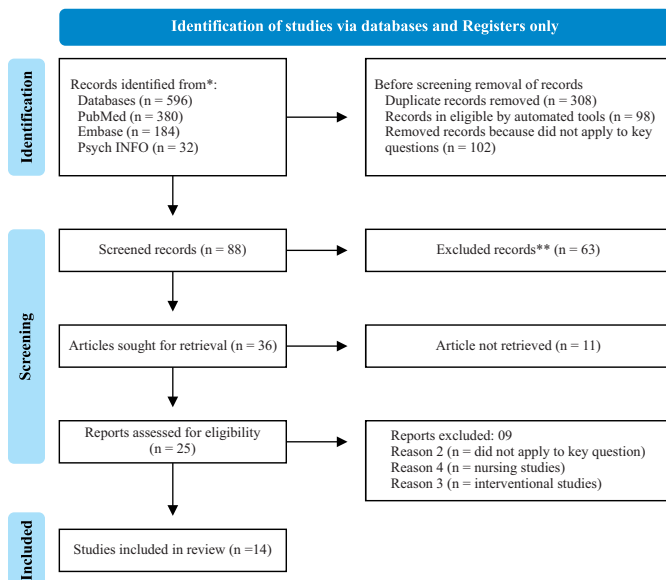 Identification of studies via databases and Registers only
Identification
Records identified from*:
Databases (n = 596)
PubMed (n = 380)
Embase (n = 184)
Psych INFO (n = 32)
Before screening removal of records
Duplicate records removed (n = 308)
Records in eligible by automated tools (n = 98)
Removed records because did not apply to key
questions (n = 102)
Screening
Screened records (n = 88)
Excluded records** (n = 63)
Articles sought for retrieval (n = 36)
Article not retrieved (n = 11)
Reports assessed for eligibility
(n = 25)
Reports excluded: 09
Reason 2 (n = did not apply to key question)
Reason 4 (n = nursing studies)
Reason 3 (n = interventional studies)
Included
Studies included in review (n =14)